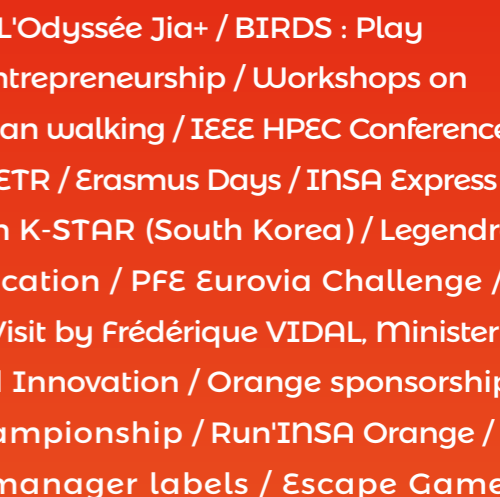 L'Odyssée Jia+ / BIRDS : Play
ntrepreneurship / Workshops on
an walking / IEEE HPEC Conference
ETR / Erasmus Days / INSA Express
K-STAR (South Korea) / Legendr
cation / PFE Eurovia Challenge /
Visit by Frédérique VIDAL, Minister
Innovation / Orange sponsorship
ampionship / Run'INSA Orange /
manager labels / Escape Game